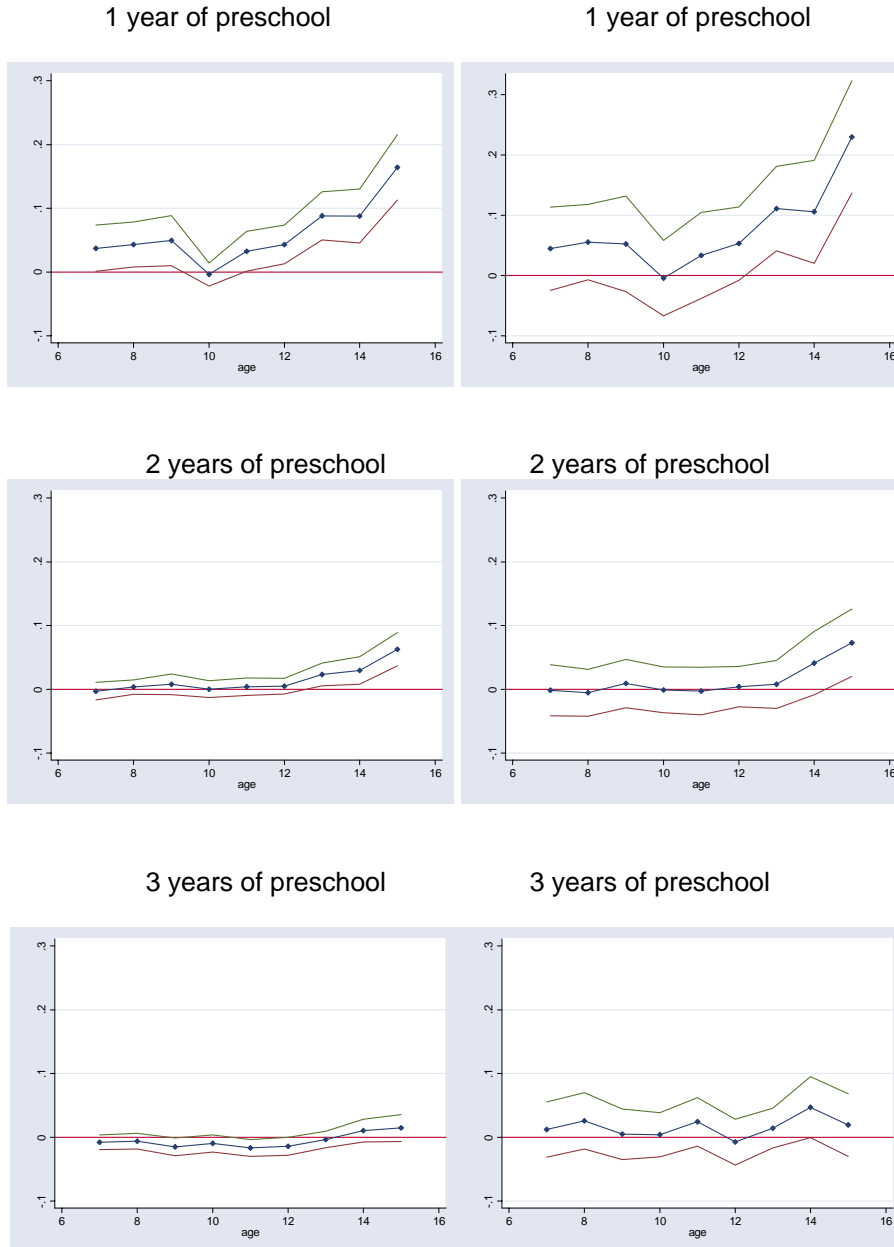 1 year of preschool
1 year of preschool
.3
.2
.1
0
-.1
6 8 10 12 14 16
age
.3
.2
.1
0
-.1
6 8 10 12 14 16
age
2 years of preschool
2 years of preschool
.3
.2
.1
0
-.1
6 8 10 12 14 16
age
.3
.2
.1
0
-.1
6 8 10 12 14 16
age
3 years of preschool
3 years of preschool
.3
.2
.1
0
-.1
6 8 10 12 14 16
age
.3
.2
.1
0
-.1
6 8 10 12 14 16
age